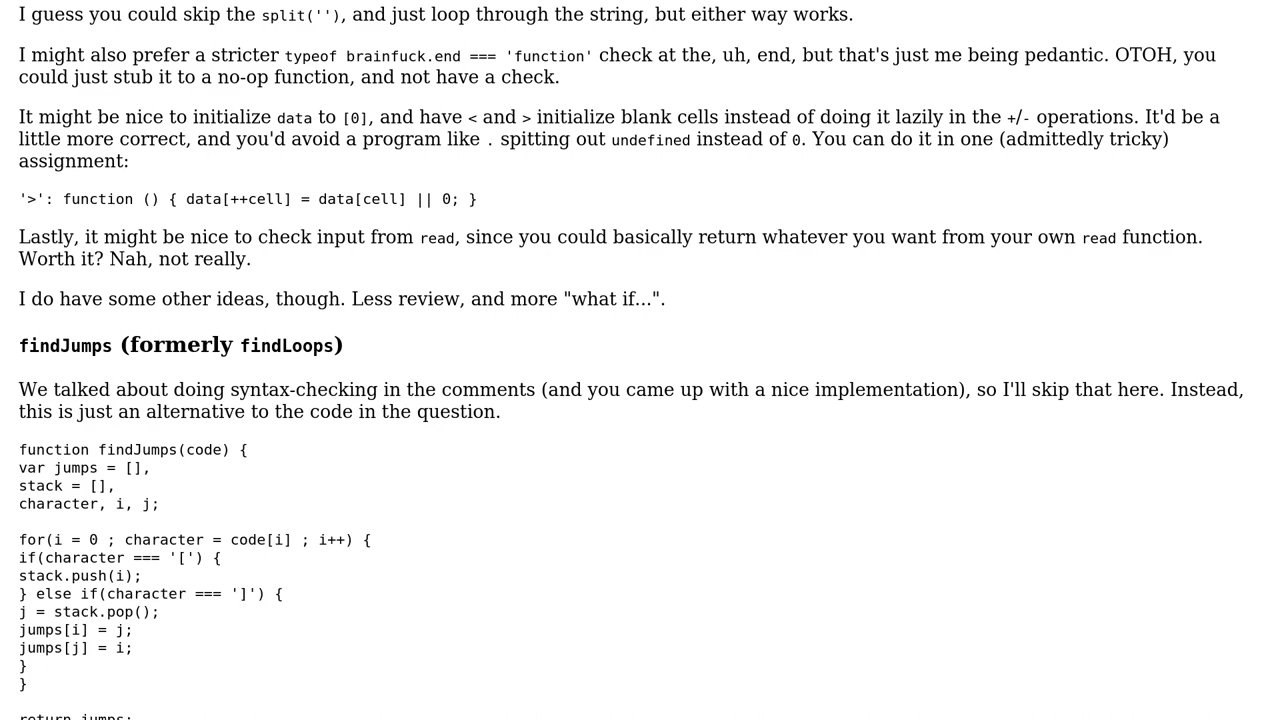 I guess you could skip the split(''), and just loop through the string, but either way works.
I might also prefer a stricter typeof brainfuck.end === 'function' check at the, uh, end, but that's just me being pedantic. OTOH, you
could just stub it to a no-op function, and not have a check.
It might be nice to initialize data to [0], and have < and > initialize blank cells instead of doing it lazily in the +/- operations. It'd be a
little more correct, and you'd avoid a program like . spitting out undefined instead of 0. You can do it in one (admittedly tricky)
assignment:
'>': function () { data[++cell] = data[cell] || 0; }
Lastly, it might be nice to check input from read, since you could basically return whatever you want from your own read function.
Worth it? Nah, not really.
I do have some other ideas, though. Less review, and more "what if...".
findJumps (formerly findLoops)
We talked about doing syntax-checking in the comments (and you came up with a nice implementation), so I'll skip that here. Instead,
this is just an alternative to the code in the question.
function findJumps(code) {
var jumps = [],
stack = [],
character, i, j;
for(i = 0 ; character = code[i] ; i++) {
if(character === '[') {
stack.push(i);
} else if(character === ']') {
j = stack.pop();
jumps[i] = j;
jumps[j] = i;
}
}
return jumps;